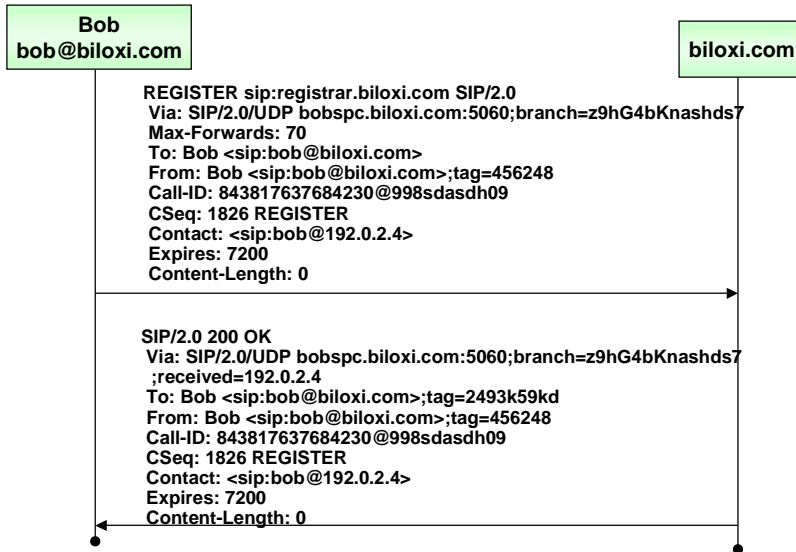 Bob
bob@biloxi.com
biloxi.com
REGISTER sip:registrar.biloxi.com SIP/2.0
Via: SIP/2.0/UDP bobspc.biloxi.com:5060;branch=z9hG4bKnashds7
Max-Forwards: 70
To: Bob <sip:bob@biloxi.com>
From: Bob <sip:bob@biloxi.com>;tag=456248
Call-ID: 843817637684230@998sdasdh09
CSeq: 1826 REGISTER
Contact: <sip:bob@192.0.2.4>
Expires: 7200
Content-Length: 0
SIP/2.0 200 OK
Via: SIP/2.0/UDP bobspc.biloxi.com:5060;branch=z9hG4bKnashds7
;received=192.0.2.4
To: Bob <sip:bob@biloxi.com>;tag=2493k59kd
From: Bob <sip:bob@biloxi.com>;tag=456248
Call-ID: 843817637684230@998sdasdh09
CSeq: 1826 REGISTER
Contact: <sip:bob@192.0.2.4>
Expires: 7200
Content-Length: 0